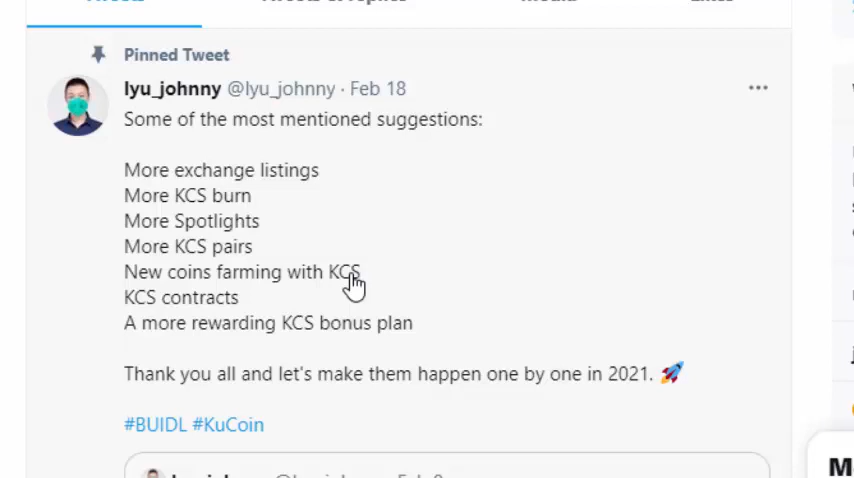 Pinned Tweet
lyu_johnny @lyu_johnny · Feb 18
Some of the most mentioned suggestions:
More exchange listings
More KCS burn
More Spotlights
More KCS pairs
New coins farming with KCS
KCS contracts
A more rewarding KCS bonus plan
Thank you all and let's make them happen one by one in 2021. 🚀
#BUIDL #KuCoin